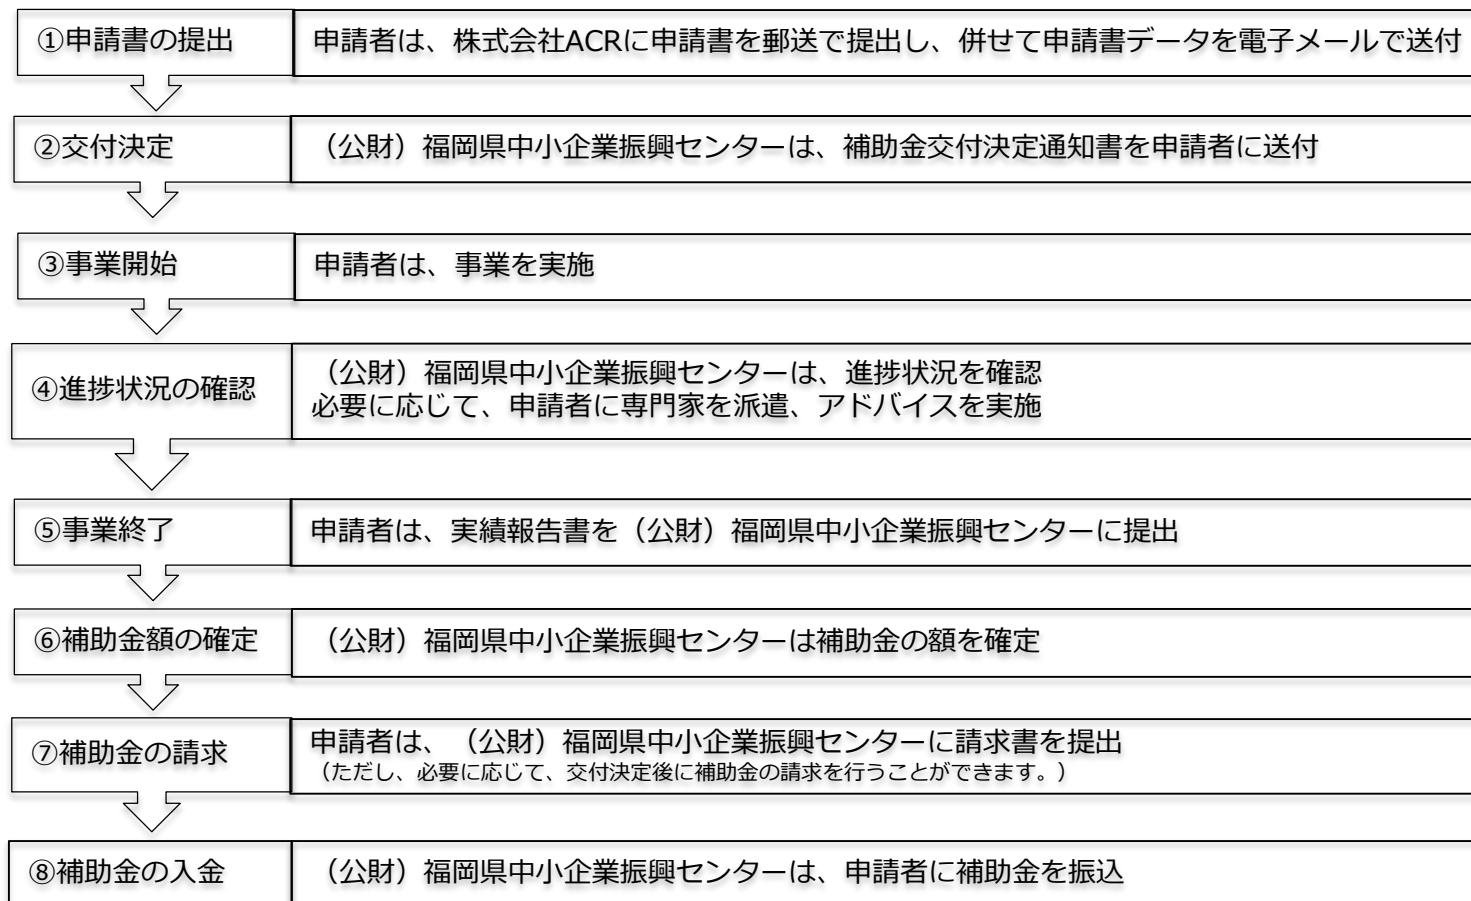 ①申請書の提出
申請者は、株式会社ACRに申請書を郵送で提出し、併せて申請書データを電子メールで送付
②交付決定
（公財）福岡県中小企業振興センターは、補助金交付決定通知書を申請者に送付
③事業開始
申請者は、事業を実施
④進捗状況の確認
（公財）福岡県中小企業振興センターは、進捗状況を確認
必要に応じて、申請者に専門家を派遣、アドバイスを実施
⑤事業終了
申請者は、実績報告書を（公財）福岡県中小企業振興センターに提出
⑥補助金額の確定
（公財）福岡県中小企業振興センターは補助金の額を確定
⑦補助金の請求
申請者は、（公財）福岡県中小企業振興センターに請求書を提出
（ただし、必要に応じて、交付決定後に補助金の請求を行うことができます。）
⑧補助金の入金
（公財）福岡県中小企業振興センターは、申請者に補助金を振込